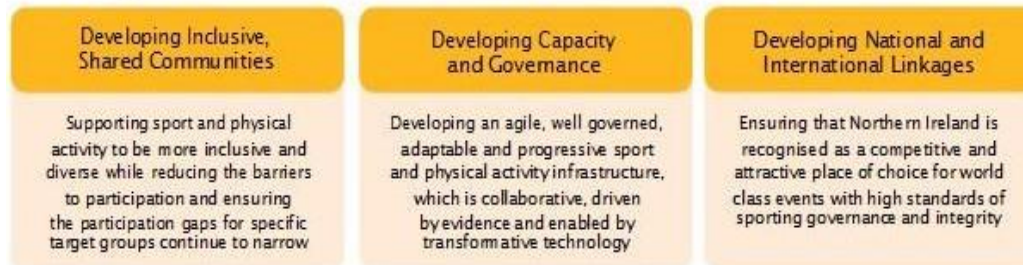 Developing Inclusive,
Shared Communities
Supporting sport and physical
activity to be more inclusive and
diverse while reducing the barriers
to participation and ensuring
the participation gaps for specific
target groups continue to narrow
Developing Capacity
and Governance
Developing an agile, well governed,
adaptable and progressive sport
and physical activity infrastructure,
which is collaborative, driven
by evidence and enabled by
transformative technology
Developing National and
International Linkages
Ensuring that Northern Ireland is
recognised as a competitive and
attractive place of choice for world
class events with high standards of
sporting governance and integrity